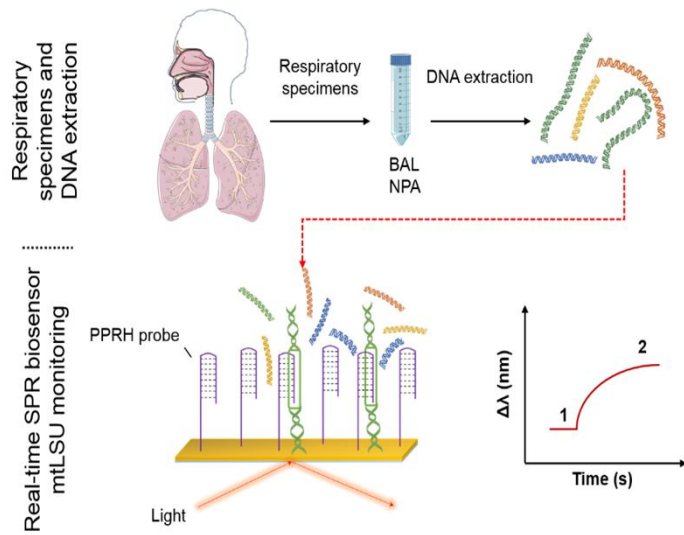 Respiratory
specimens and
DNA extraction
Respiratory
specimens
DNA extraction
BAL
NPA
Real-time SPR biosensor
mtLSU monitoring
PPRH probe
Light
Δλ (nm)
1
2
Time (s)